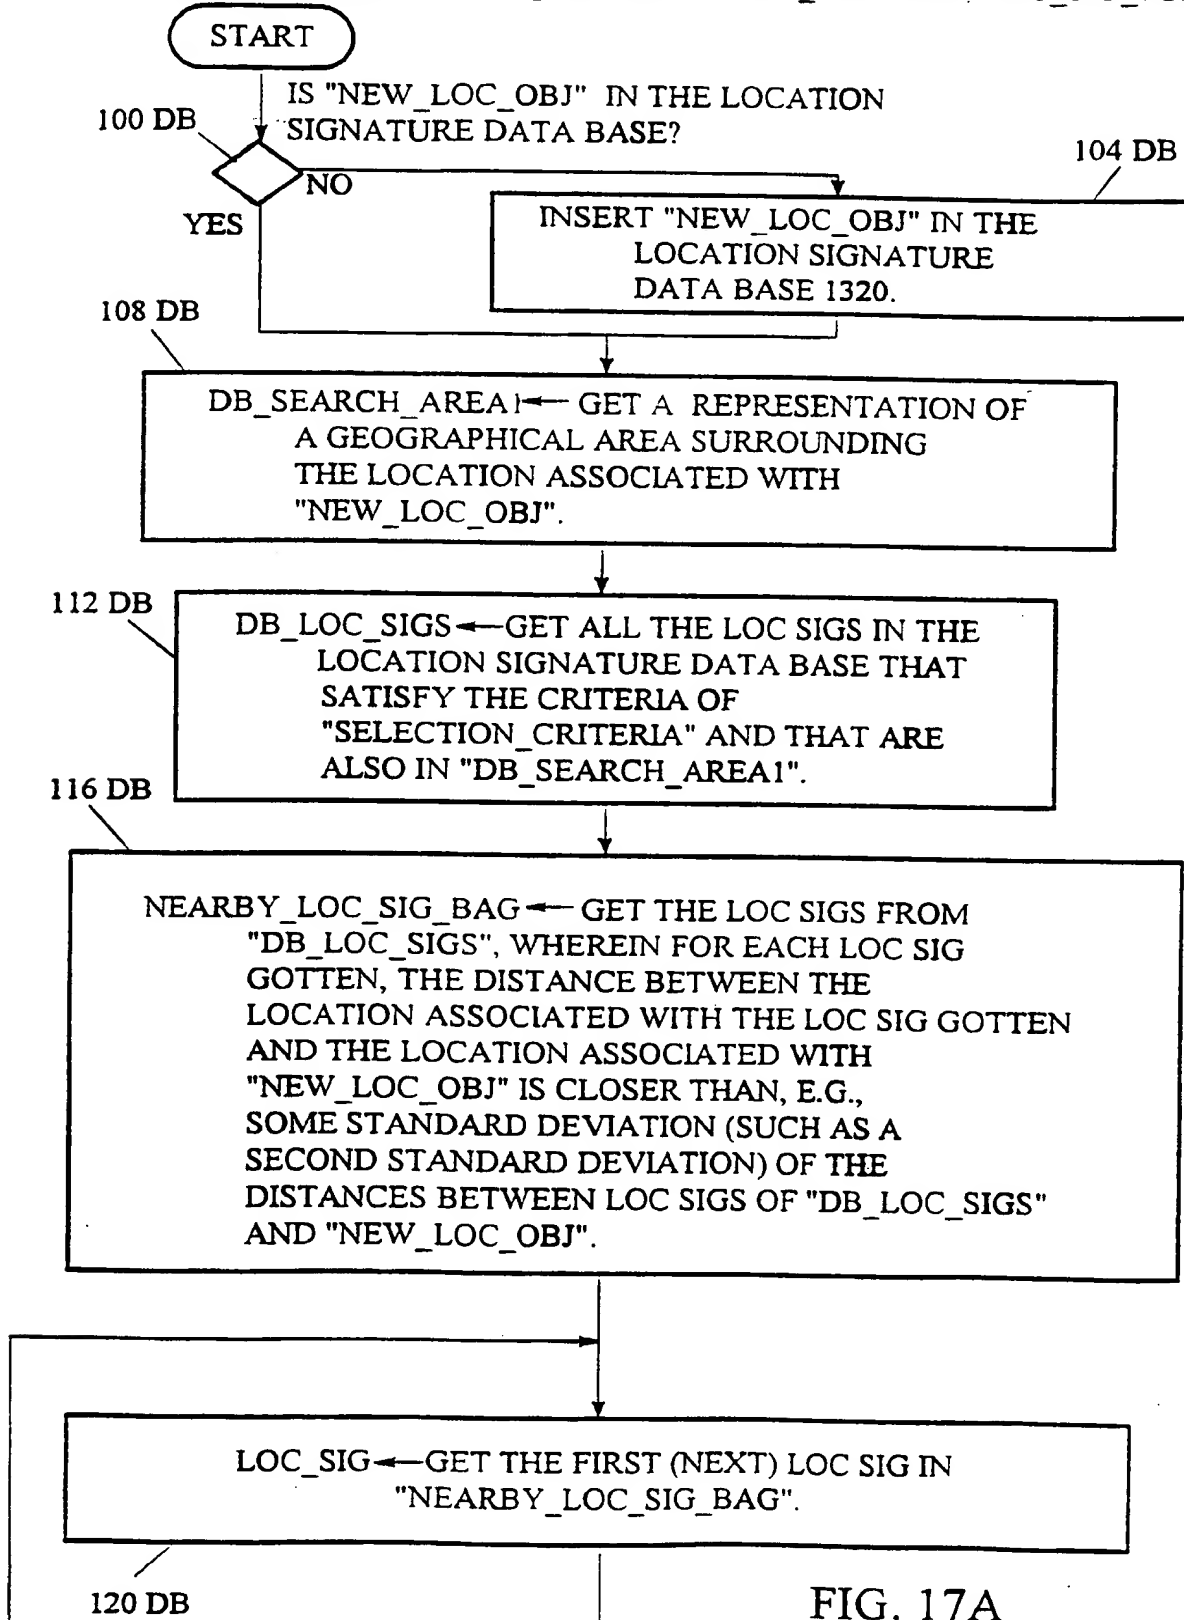 START
IS "NEW_LOC_OBJ" IN THE LOCATION
SIGNATURE DATA BASE?
100 DB
NO
YES
104 DB
INSERT "NEW_LOC_OBJ" IN THE
LOCATION SIGNATURE
DATA BASE 1320.
108 DB
DB_SEARCH_AREA1← GET A REPRESENTATION OF
A GEOGRAPHICAL AREA SURROUNDING
THE LOCATION ASSOCIATED WITH
"NEW_LOC_OBJ".
112 DB
DB_LOC_SIGS←GET ALL THE LOC SIGS IN THE
LOCATION SIGNATURE DATA BASE THAT
SATISFY THE CRITERIA OF
"SELECTION_CRITERIA" AND THAT ARE
ALSO IN "DB_SEARCH_AREA1".
116 DB
NEARBY_LOC_SIG_BAG← GET THE LOC SIGS FROM
"DB_LOC_SIGS", WHEREIN FOR EACH LOC SIG
GOTTEN, THE DISTANCE BETWEEN THE
LOCATION ASSOCIATED WITH THE LOC SIG GOTTEN
AND THE LOCATION ASSOCIATED WITH
"NEW_LOC_OBJ" IS CLOSER THAN, E.G.,
SOME STANDARD DEVIATION (SUCH AS A
SECOND STANDARD DEVIATION) OF THE
DISTANCES BETWEEN LOC SIGS OF "DB_LOC_SIGS"
AND "NEW_LOC_OBJ".
LOC_SIG←GET THE FIRST (NEXT) LOC SIG IN
"NEARBY_LOC_SIG_BAG".
120 DB
FIG. 17A